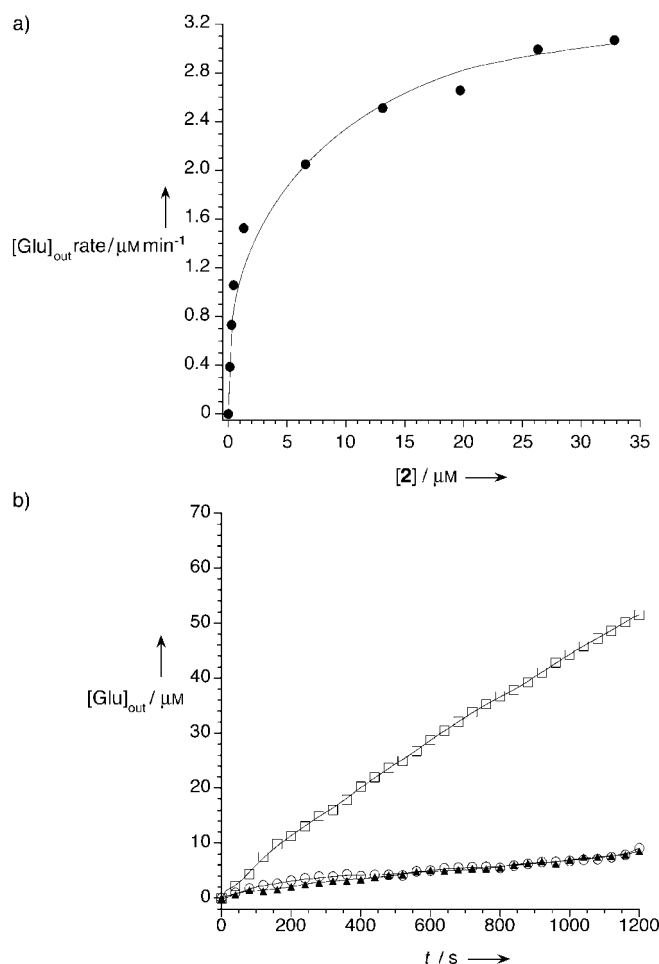 a)
3.2
2.8
2.4
2.0
1.6
1.2
0.8
0.4
0
[Glu]out rate / μM min⁻¹
0 5 10 15 20 25 30 35
[2] / μM
b)
70
60
50
40
30
20
10
0
[Glu]out / μM
0 200 400 600 800 1000 1200
t / s